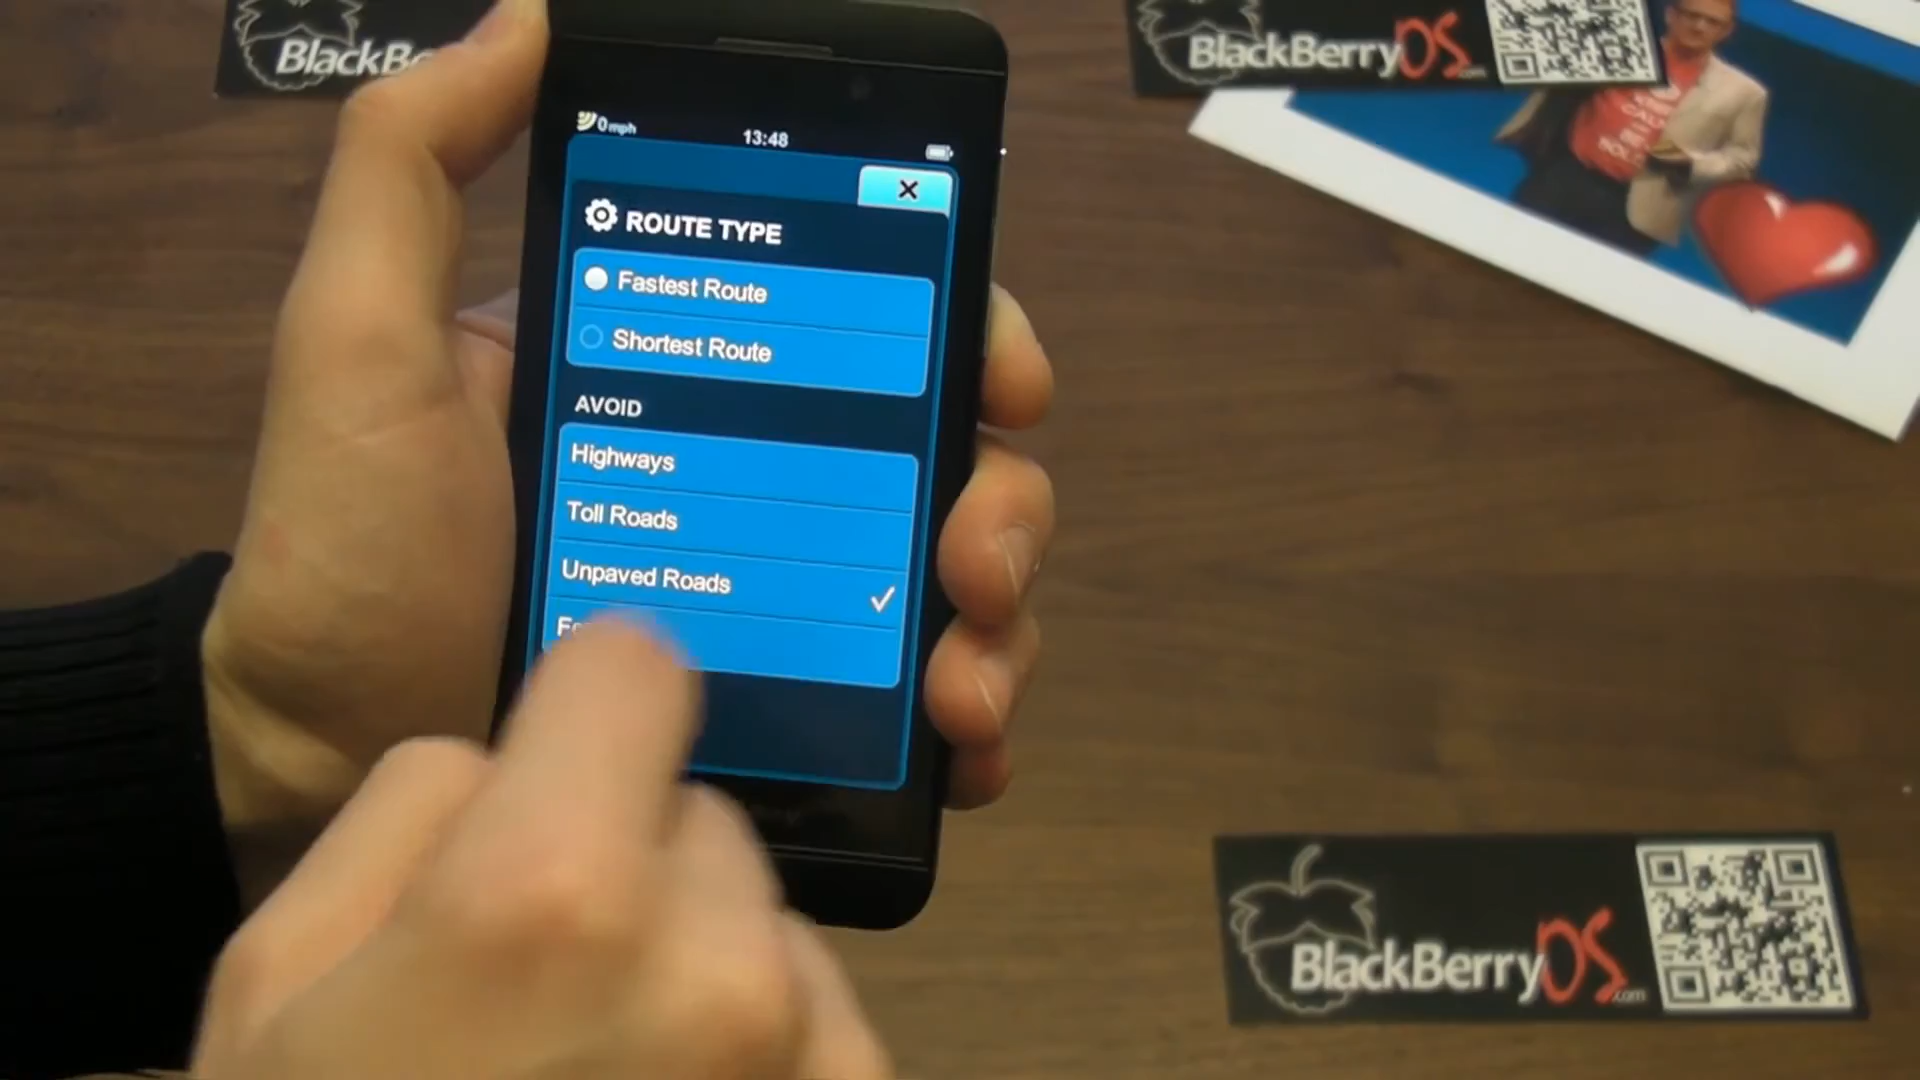 BlackBe
BlackBerryOS.com
0 mph
13:48
ROUTE TYPE
Fastest Route
Shortest Route
AVOID
Highways
Toll Roads
Unpaved Roads
BlackBerryOS.com